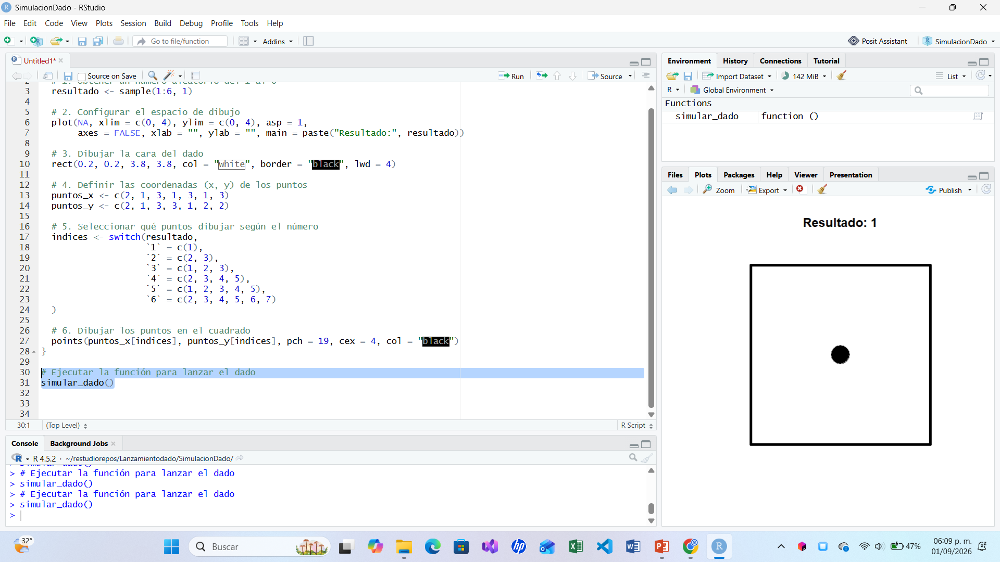 SimulacionDado - RStudio
File Edit Code View Plots Session Build Debug Profile Tools Help
Go to file/function
Addins
Posit Assistant
SimulacionDado
Untitled1*
Source on Save
Run
Source
2 # 1. Obtener un número aleatorio del 1 al 6
3 resultado <- sample(1:6, 1)
4
5 # 2. Configurar el espacio de dibujo
6 plot(NA, xlim = c(0, 4), ylim = c(0, 4), asp = 1,
7 axes = FALSE, xlab = "", ylab = "", main = paste("Resultado:", resultado))
8
9 # 3. Dibujar la cara del dado
10 rect(0.2, 0.2, 3.8, 3.8, col = "white", border = "black", lwd = 4)
11
12 # 4. Definir las coordenadas (x, y) de los puntos
13 puntos_x <- c(2, 1, 3, 1, 3, 1, 3)
14 puntos_y <- c(2, 1, 3, 3, 1, 2, 2)
15
16 # 5. Seleccionar qué puntos dibujar según el número
17 indices <- switch(resultado,
18 `1` = c(1),
19 `2` = c(2, 3),
20 `3` = c(1, 2, 3),
21 `4` = c(2, 3, 4, 5),
22 `5` = c(1, 2, 3, 4, 5),
23 `6` = c(2, 3, 4, 5, 6, 7)
24 )
25
26 # 6. Dibujar los puntos en el cuadrado
27 points(puntos_x[indices], puntos_y[indices], pch = 19, cex = 4, col = "black")
28 }
29
30 # Ejecutar la función para lanzar el dado
31 simular_dado()
32
33
34
30:1 (Top Level) R Script
Console Background Jobs
R 4.5.2 · ~/restudiorepos/Lanzamientodado/SimulacionDado/
> simular_dado()
> # Ejecutar la función para lanzar el dado
> simular_dado()
> # Ejecutar la función para lanzar el dado
> simular_dado()
>
Environment History Connections Tutorial
Import Dataset 142 MiB List
R Global Environment
Functions
simular_dado function ()
Files Plots Packages Help Viewer Presentation
Zoom Export Publish
Resultado: 1
32°
Buscar
47%
06:09 p. m.
01/09/2026